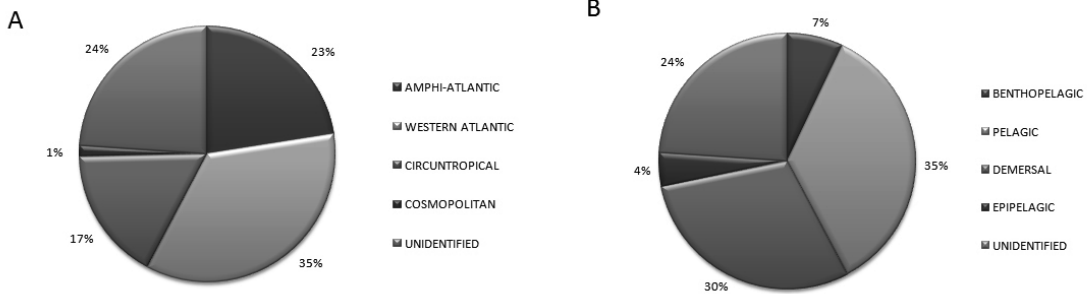 A
24%
23%
1%
17%
35%
AMPHI-ATLANTIC
WESTERN ATLANTIC
CIRCUNTROPICAL
COSMOPOLITAN
UNIDENTIFIED
B
7%
24%
4%
35%
30%
BENTHOPELAGIC
PELAGIC
DEMERSAL
EPIPELAGIC
UNIDENTIFIED